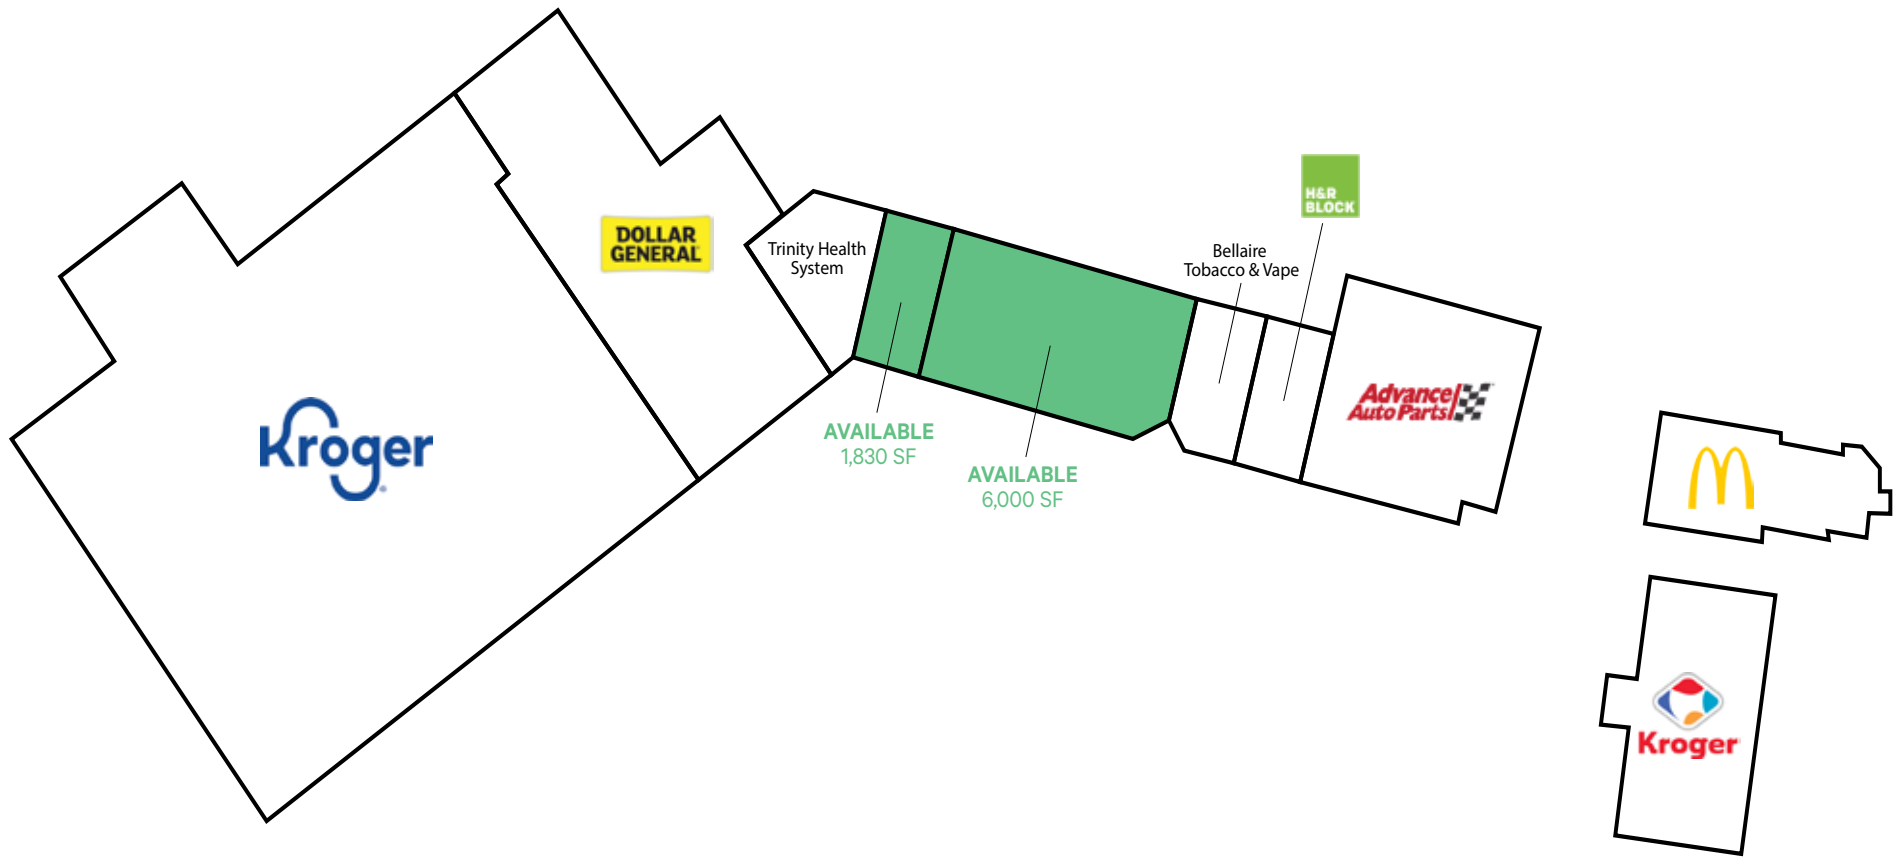 Kroger
DOLLAR
GENERAL
Trinity Health
System
AVAILABLE
1,830 SF
AVAILABLE
6,000 SF
Bellaire
Tobacco & Vape
H&R
BLOCK
Advance
Auto Parts
Kroger